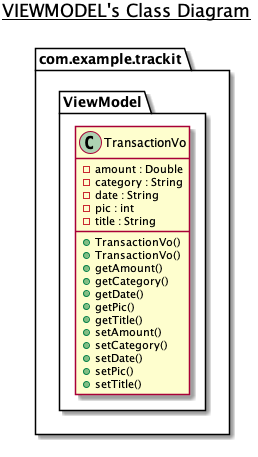 VIEWMODEL's Class Diagram
com.example.trackit
ViewModel
C TransactionVo
amount : Double
category : String
date : String
pic : int
title : String
TransactionVo()
TransactionVo()
getAmount()
getCategory()
getDate()
getPic()
getTitle()
setAmount()
setCategory()
setDate()
setPic()
setTitle()